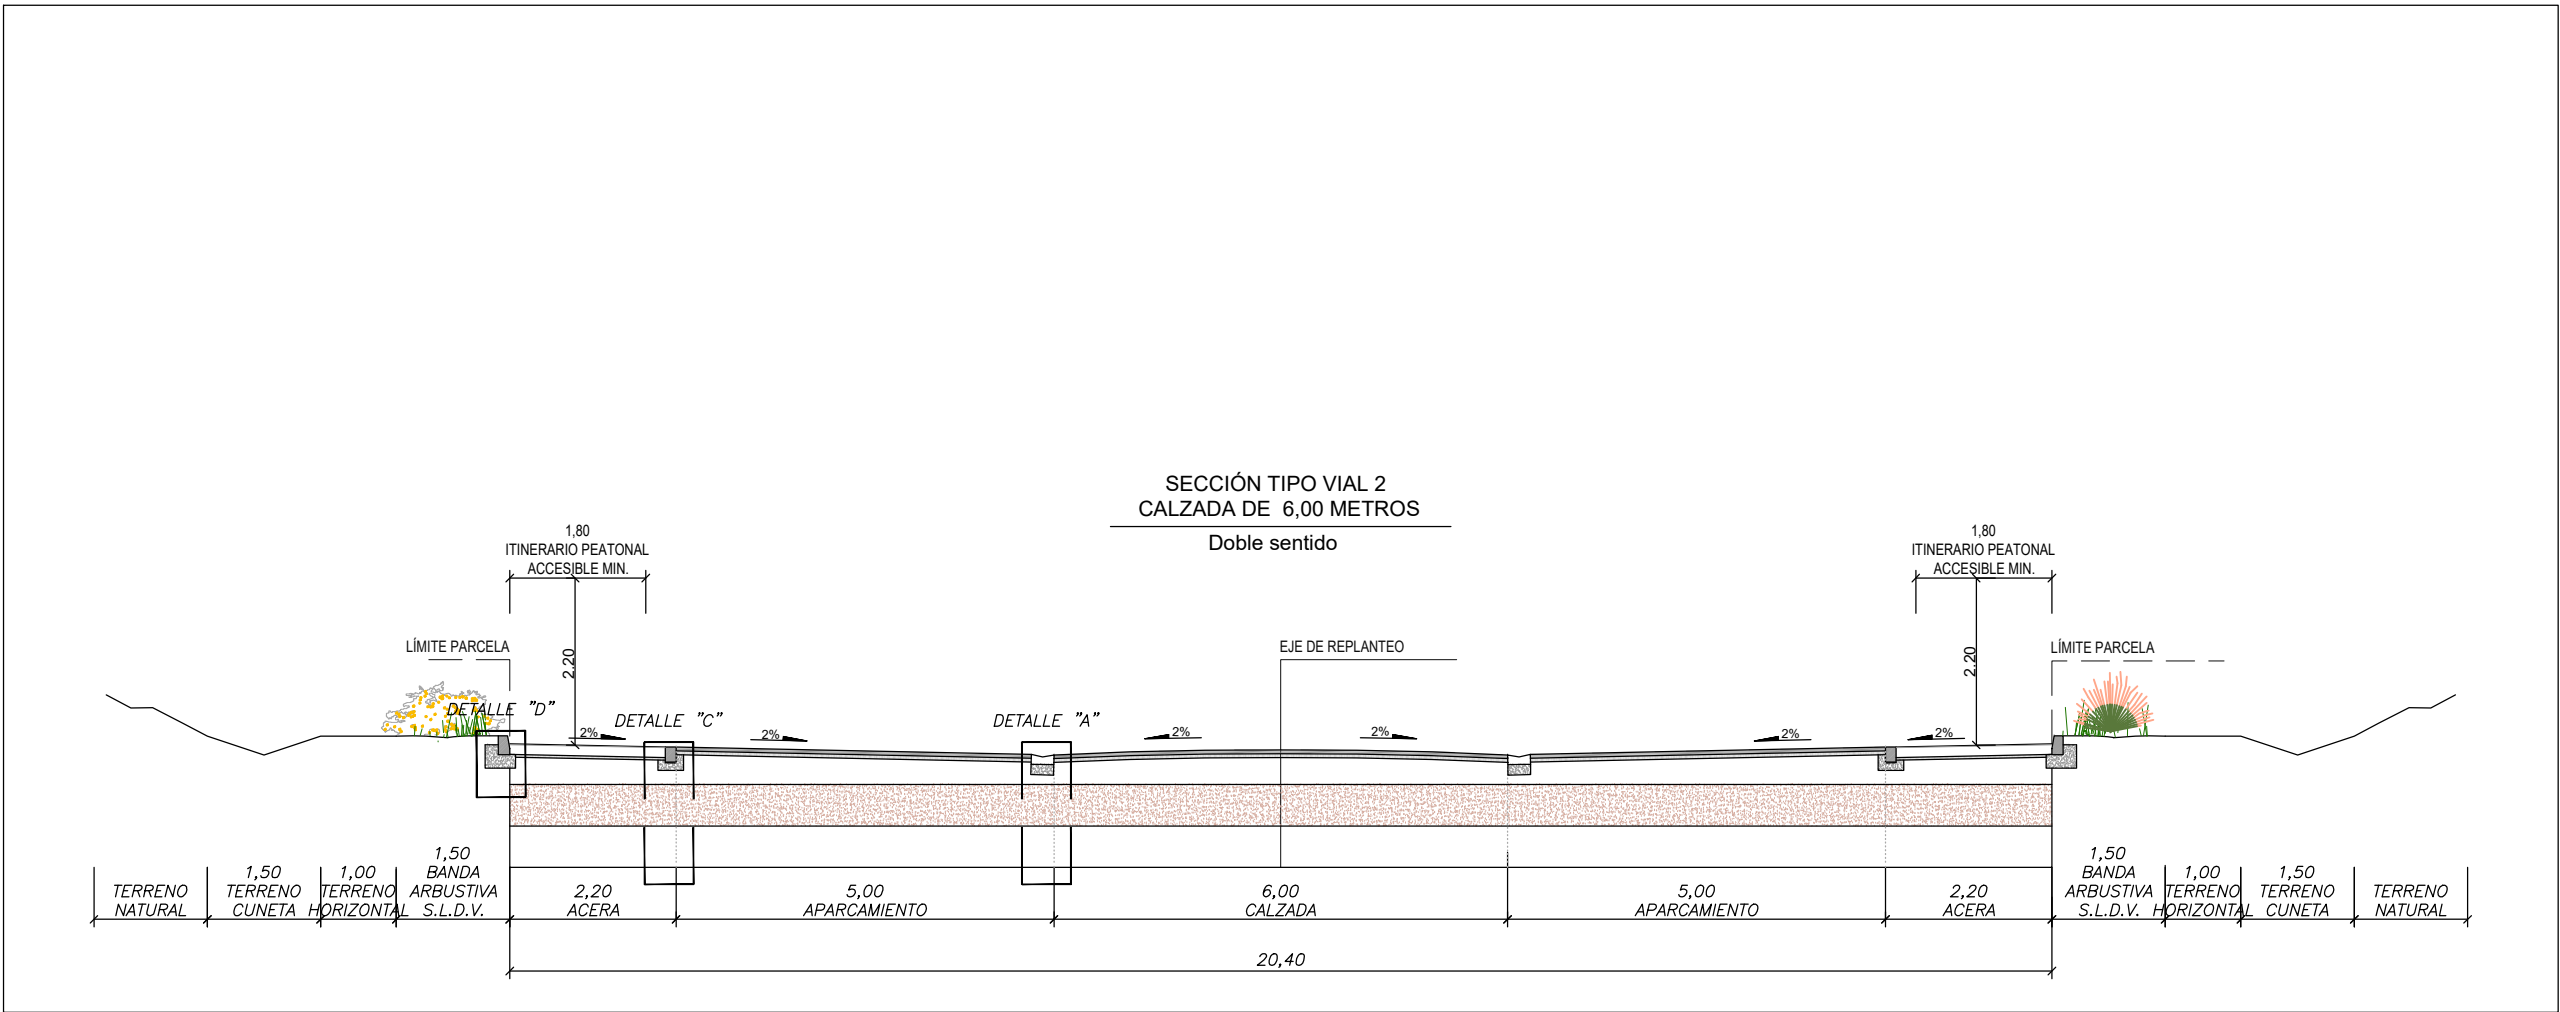 SECCIÓN TIPO VIAL 2
CALZADA DE 6,00 METROS
Doble sentido
1,80
ITINERARIO PEATONAL
ACCESIBLE MIN.
1,80
ITINERARIO PEATONAL
ACCESIBLE MIN.
LÍMITE PARCELA
2.20
EJE DE REPLANTEO
2.20
LÍMITE PARCELA
DETALLE "D"
DETALLE "C"
DETALLE "A"
2%
2%
2%
2%
2%
2%
TERRENO
NATURAL
1,50
TERRENO
CUNETA
1,00
TERRENO
HORIZONTAL
1,50
BANDA
ARBUSTIVA
S.L.D.V.
2,20
ACERA
5,00
APARCAMIENTO
6,00
CALZADA
5,00
APARCAMIENTO
2,20
ACERA
1,50
BANDA
ARBUSTIVA
S.L.D.V.
1,00
TERRENO
HORIZONTAL
1,50
TERRENO
CUNETA
TERRENO
NATURAL
20,40